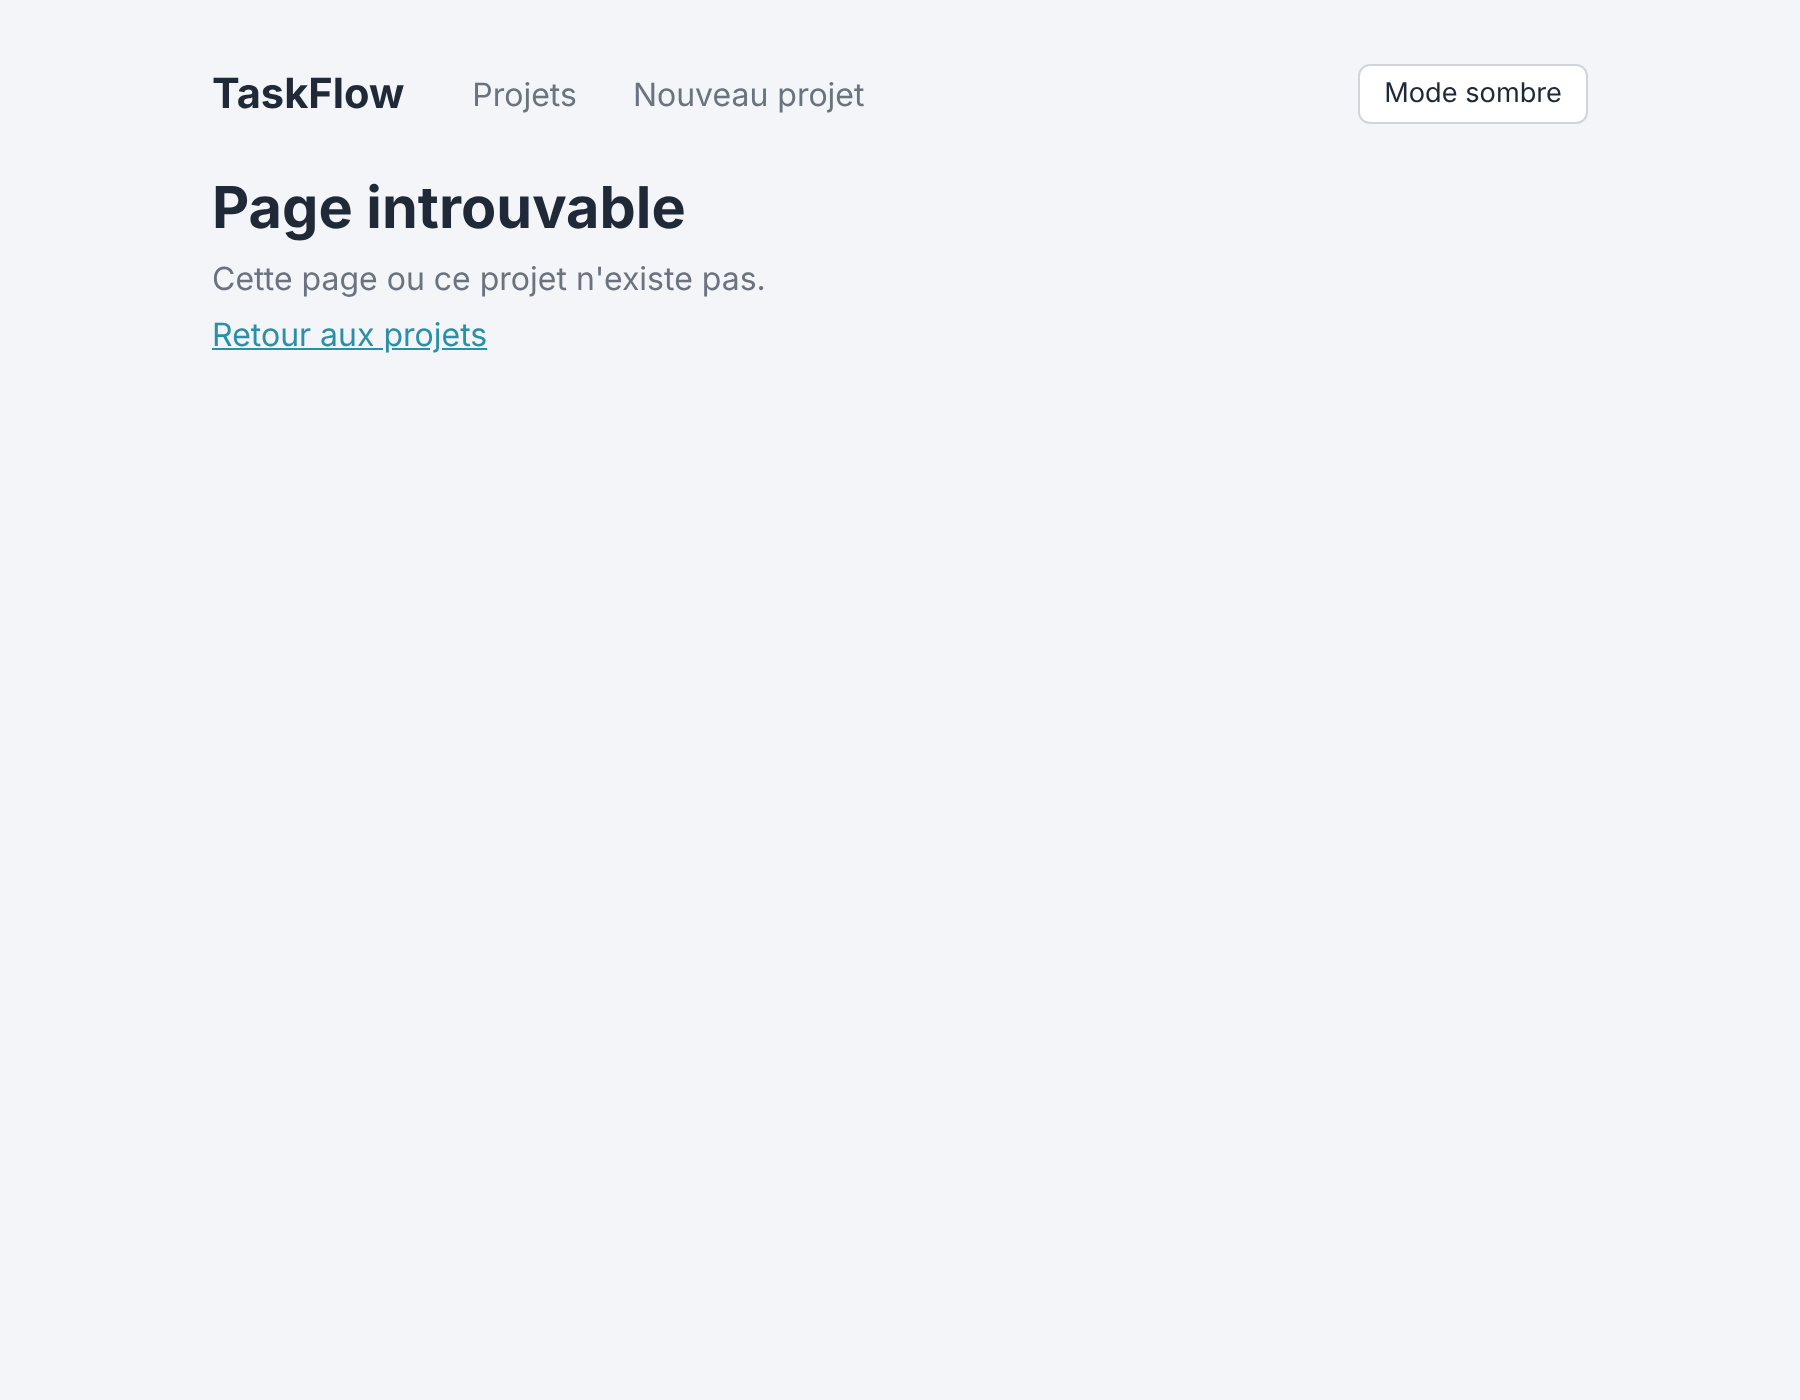 TaskFlow Projets Nouveau projet Mode sombre
Page introuvable
Cette page ou ce projet n'existe pas.
Retour aux projets